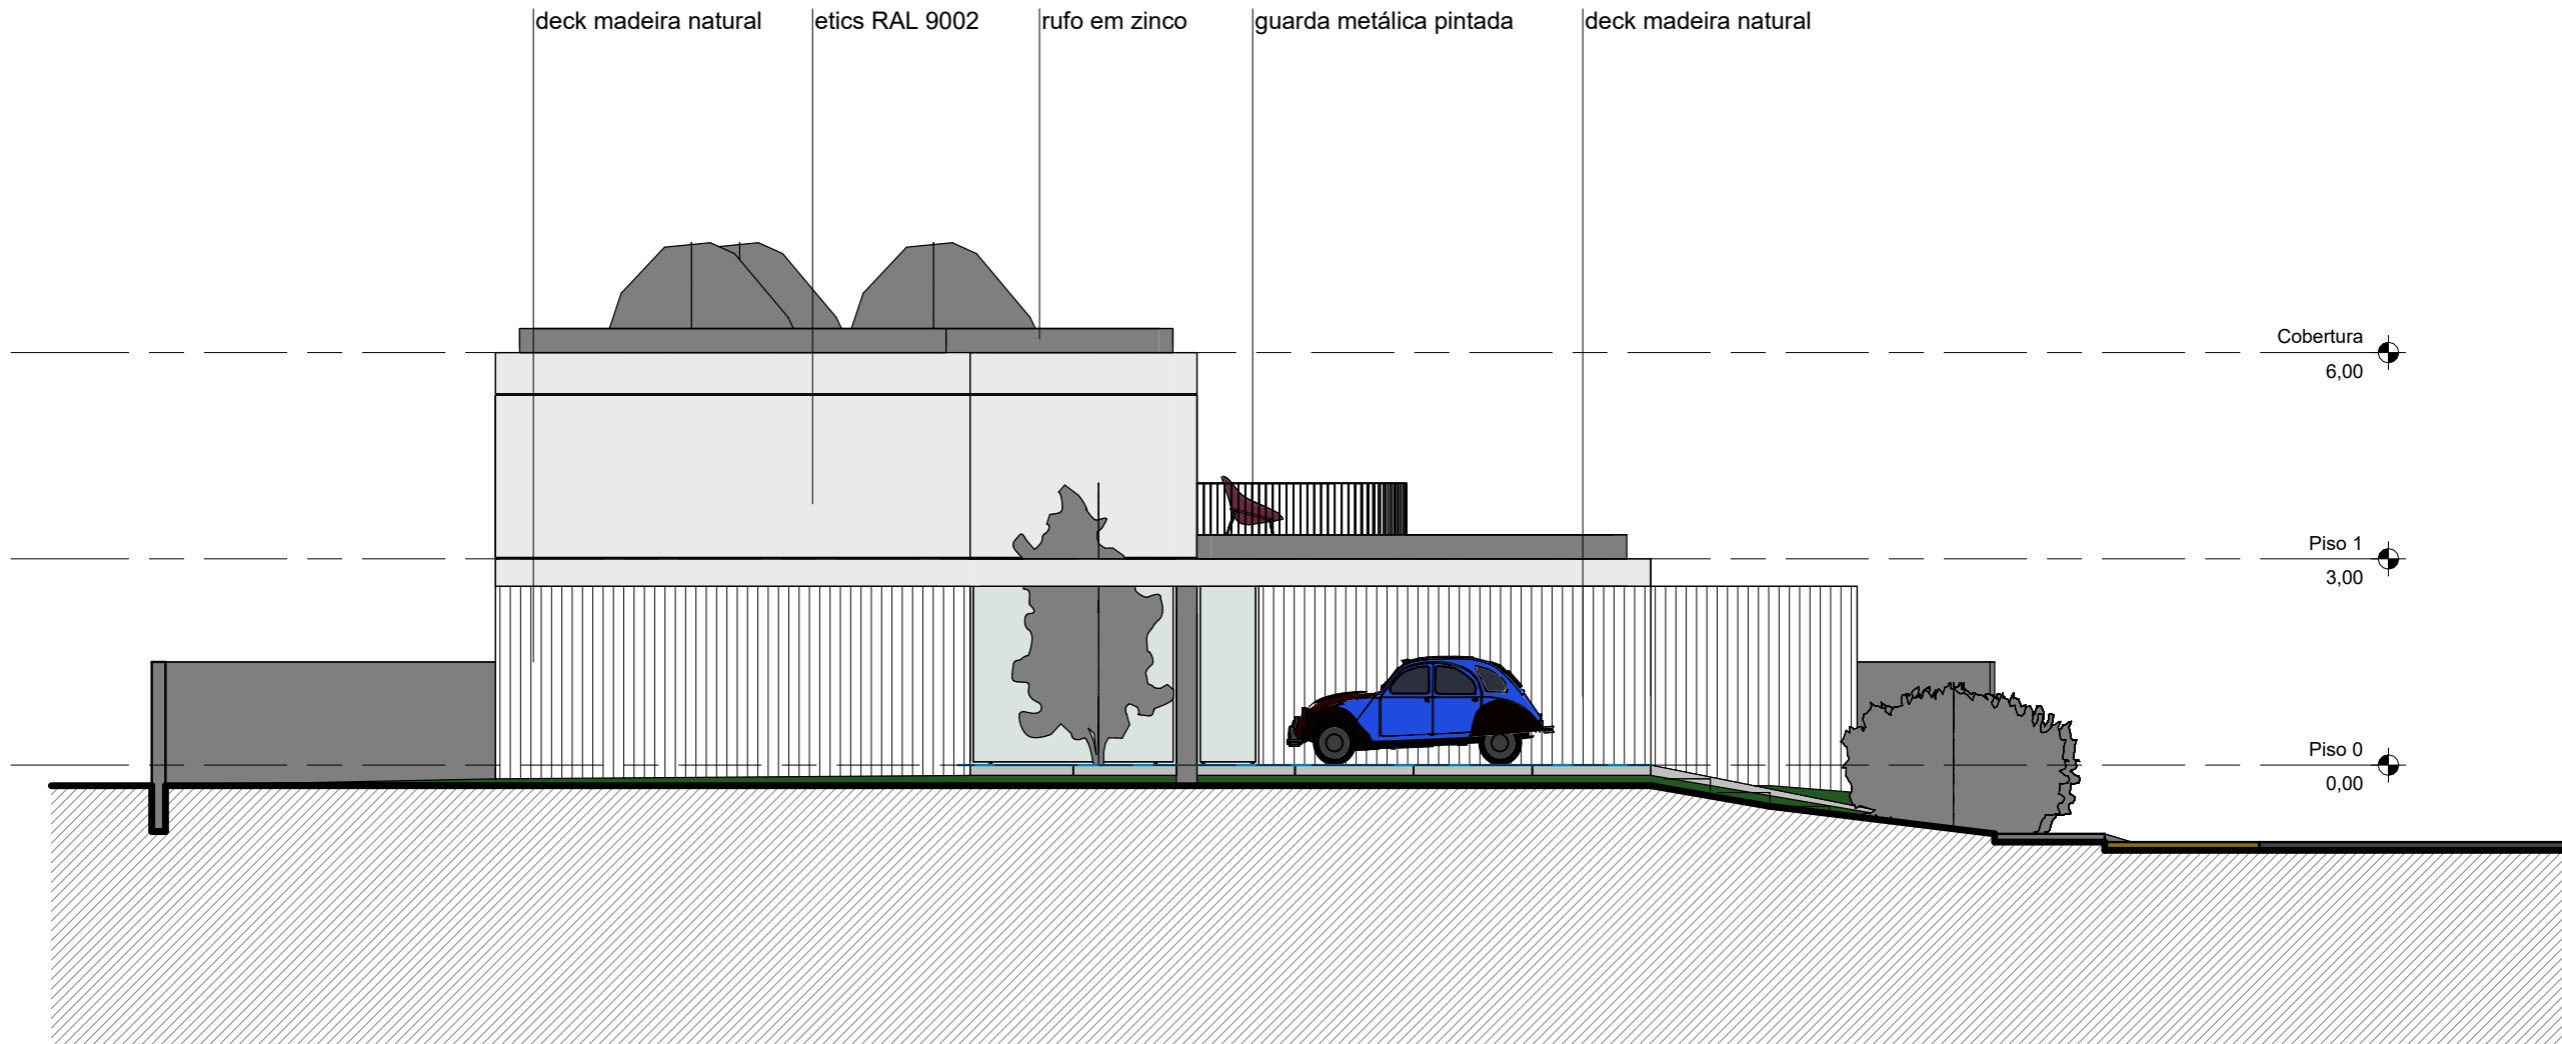 deck madeira natural
etics RAL 9002
rufo em zinco
guarda metálica pintada
deck madeira natural
Cobertura
6,00
Piso 1
3,00
Piso 0
0,00